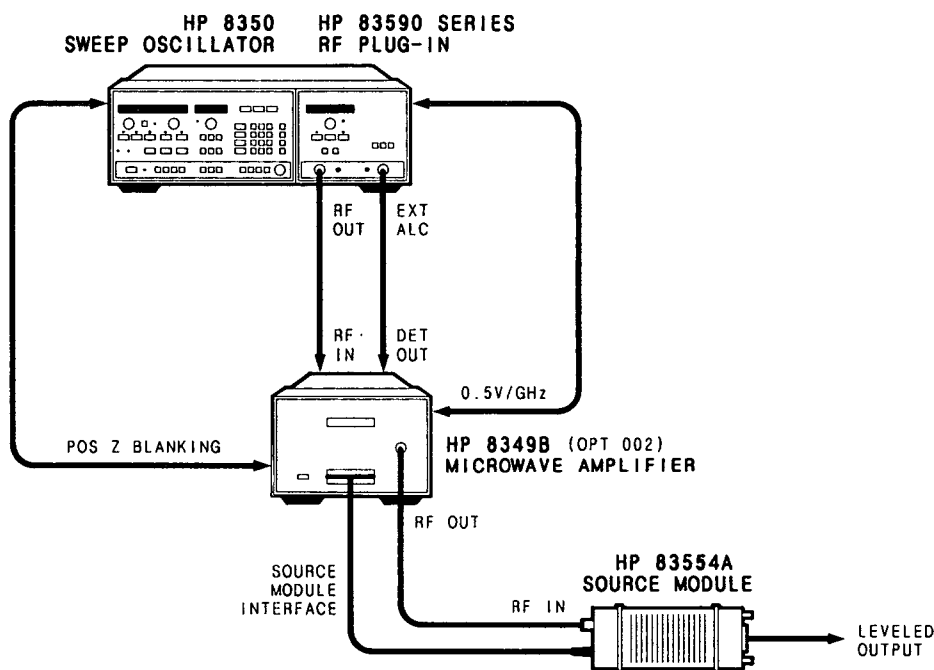 HP 8350
SWEEP OSCILLATOR
HP 83590 SERIES
RF PLUG-IN
RF
OUT
EXT
ALC
RF
IN
DET
OUT
0.5V/GHz
POS Z BLANKING
HP 8349B (OPT 002)
MICROWAVE AMPLIFIER
RF OUT
SOURCE
MODULE
INTERFACE
RF IN
HP 83554A
SOURCE MODULE
LEVELED
OUTPUT